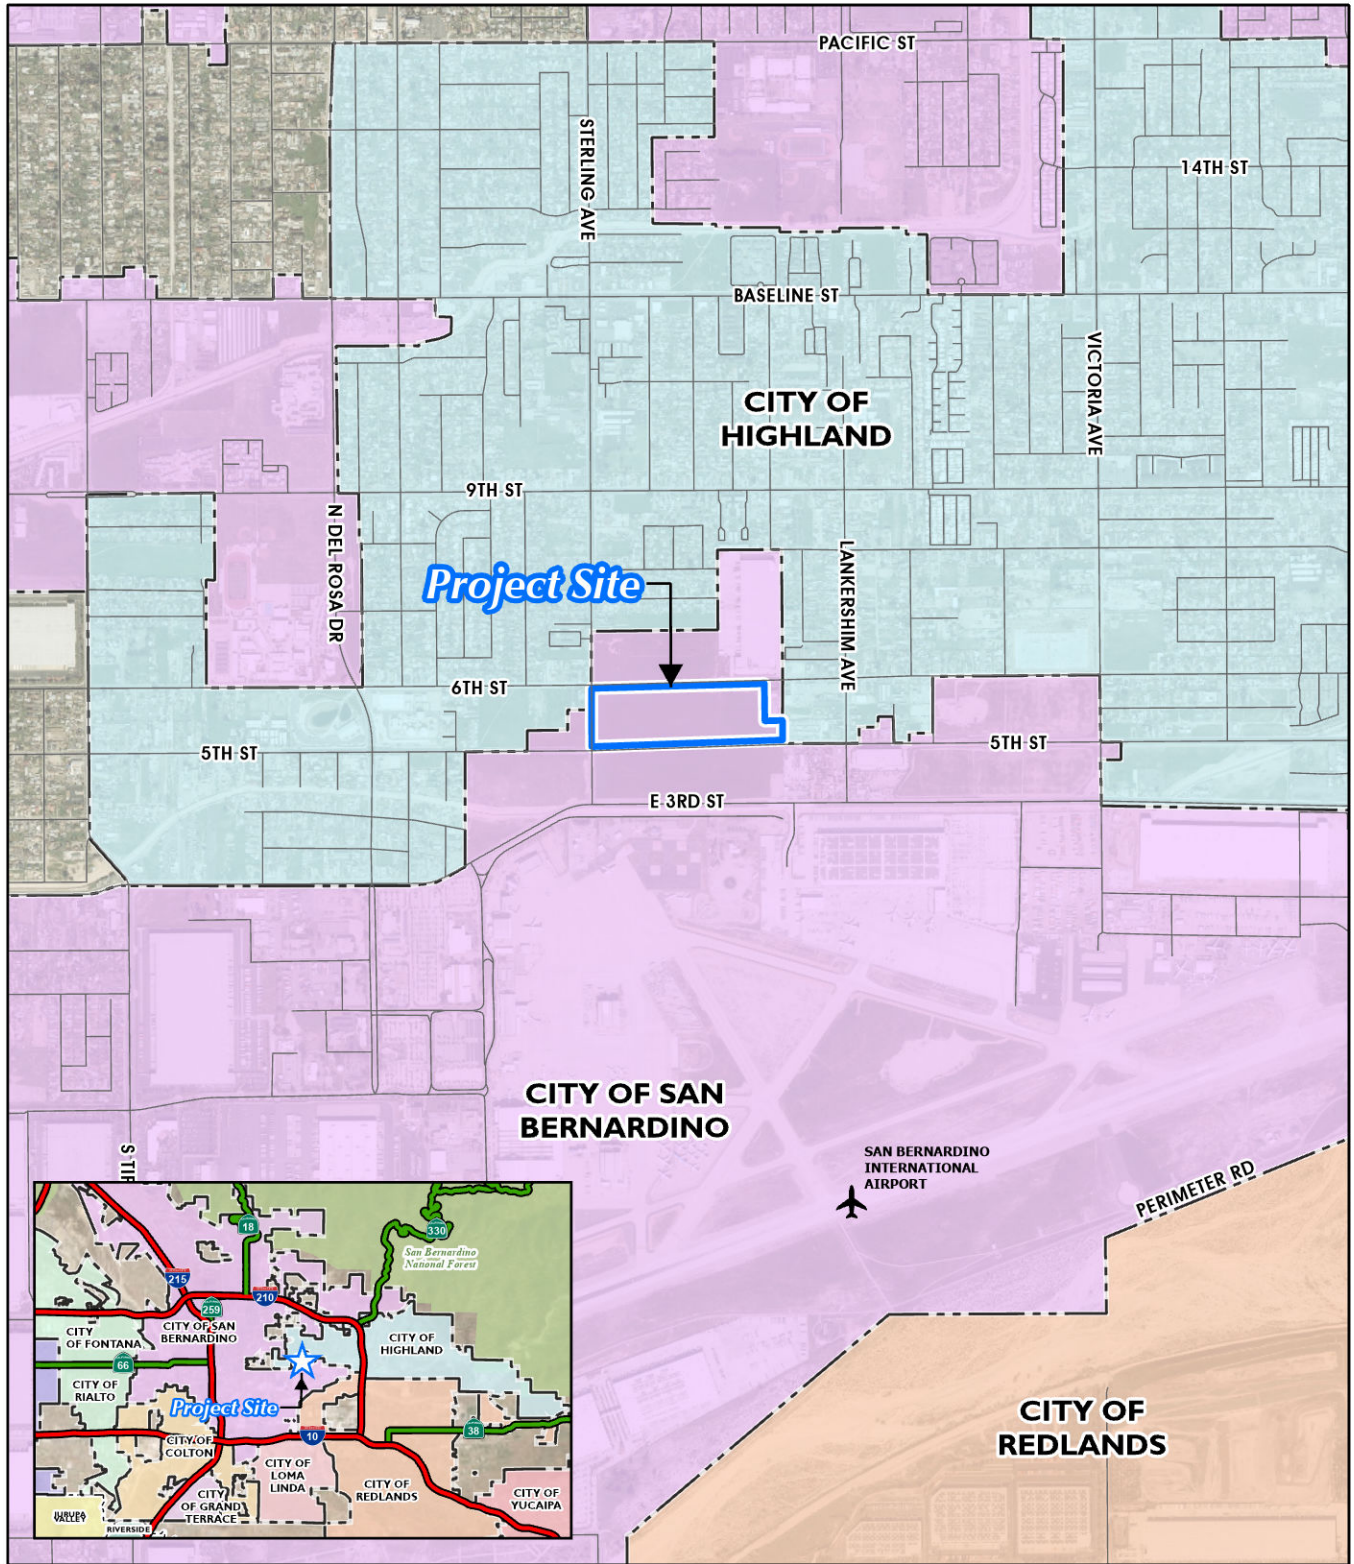 PACIFIC ST
STERLING AVE
14TH ST
BASELINE ST
VICTORIA AVE
CITY OF
HIGHLAND
9TH ST
N DEL ROSA DR
LANKERSHIM AVE
Project Site
6TH ST
5TH ST
5TH ST
E 3RD ST
CITY OF SAN
BERNARDINO
SAN BERNARDINO
INTERNATIONAL
AIRPORT
PERIMETER RD
S TIP
CITY OF
REDLANDS
18
330
San Bernardino
National Forest
215
210
259
CITY
OF FONTANA
CITY OF SAN
BERNARDINO
CITY OF
HIGHLAND
66
CITY OF
RIALTO
Project Site
38
10
CITY OF
COLTON
CITY OF
LOMA
LINDA
CITY OF
REDLANDS
CITY OF
YUCAIPA
CITY
OF GRAND
TERRACE
JURUPA
VALLEY
RIVERSIDE